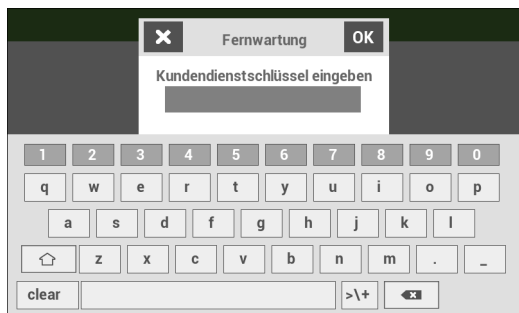 Fernwartung OK
Kundendienstschlüssel eingeben
1 2 3 4 5 6 7 8 9 0
q w e r t y u i o p
a s d f g h j k l
z x c v b n m . _
clear >\+